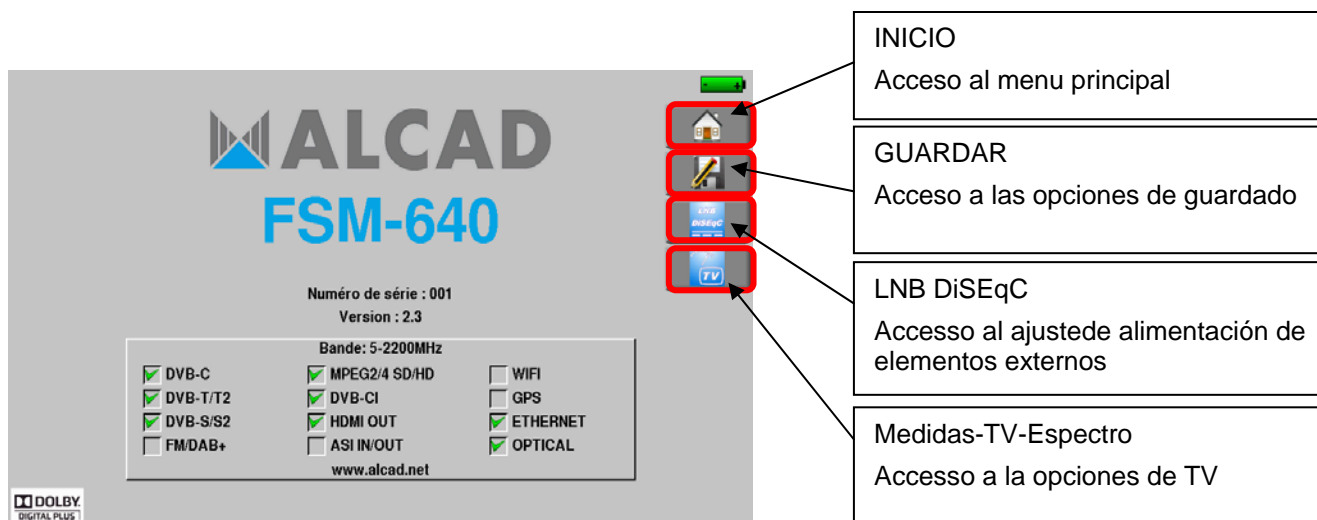 ALCAD
FSM-640
Numéro de série : 001
Version : 2.3
Bande: 5-2200MHz
DVB-C
MPEG2/4 SD/HD
WIFI
DVB-T/T2
DVB-CI
GPS
DVB-S/S2
HDMI OUT
ETHERNET
FM/DAB+
ASI IN/OUT
OPTICAL
www.alcad.net
DOLBY.
DIGITAL PLUS
LNB
DiSEqC
TV
INICIO
Acceso al menu principal
GUARDAR
Acceso a las opciones de guardado
LNB DiSEqC
Accesso al ajustede alimentación de
elementos externos
Medidas-TV-Espectro
Accesso a la opciones de TV